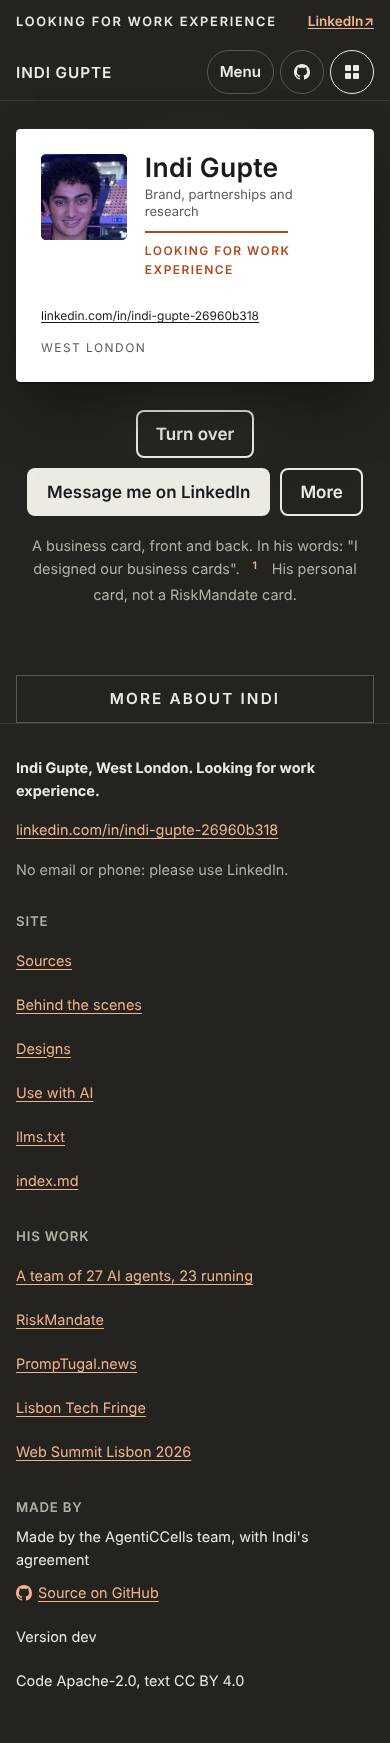 LOOKING FOR WORK EXPERIENCE LinkedIn↗
INDI GUPTE Menu
Indi Gupte
Brand, partnerships and
research
LOOKING FOR WORK
EXPERIENCE
linkedin.com/in/indi-gupte-26960b318
WEST LONDON
Turn over
Message me on LinkedIn More
A business card, front and back. In his words: "I
designed our business cards". 1 His personal
card, not a RiskMandate card.
MORE ABOUT INDI
Indi Gupte, West London. Looking for work
experience.
linkedin.com/in/indi-gupte-26960b318
No email or phone: please use LinkedIn.
SITE
Sources
Behind the scenes
Designs
Use with AI
llms.txt
index.md
HIS WORK
A team of 27 AI agents, 23 running
RiskMandate
PrompTugal.news
Lisbon Tech Fringe
Web Summit Lisbon 2026
MADE BY
Made by the AgentiCCells team, with Indi's
agreement
Source on GitHub
Version dev
Code Apache-2.0, text CC BY 4.0